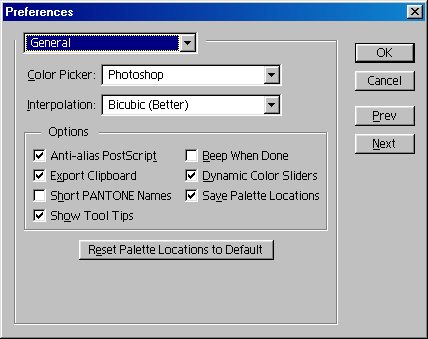 Preferences
General
OK
Color Picker: Photoshop
Cancel
Interpolation: Bicubic (Better)
Prev
Options
Next
Anti-alias PostScript
Beep When Done
Export Clipboard
Dynamic Color Sliders
Short PANTONE Names
Save Palette Locations
Show Tool Tips
Reset Palette Locations to Default